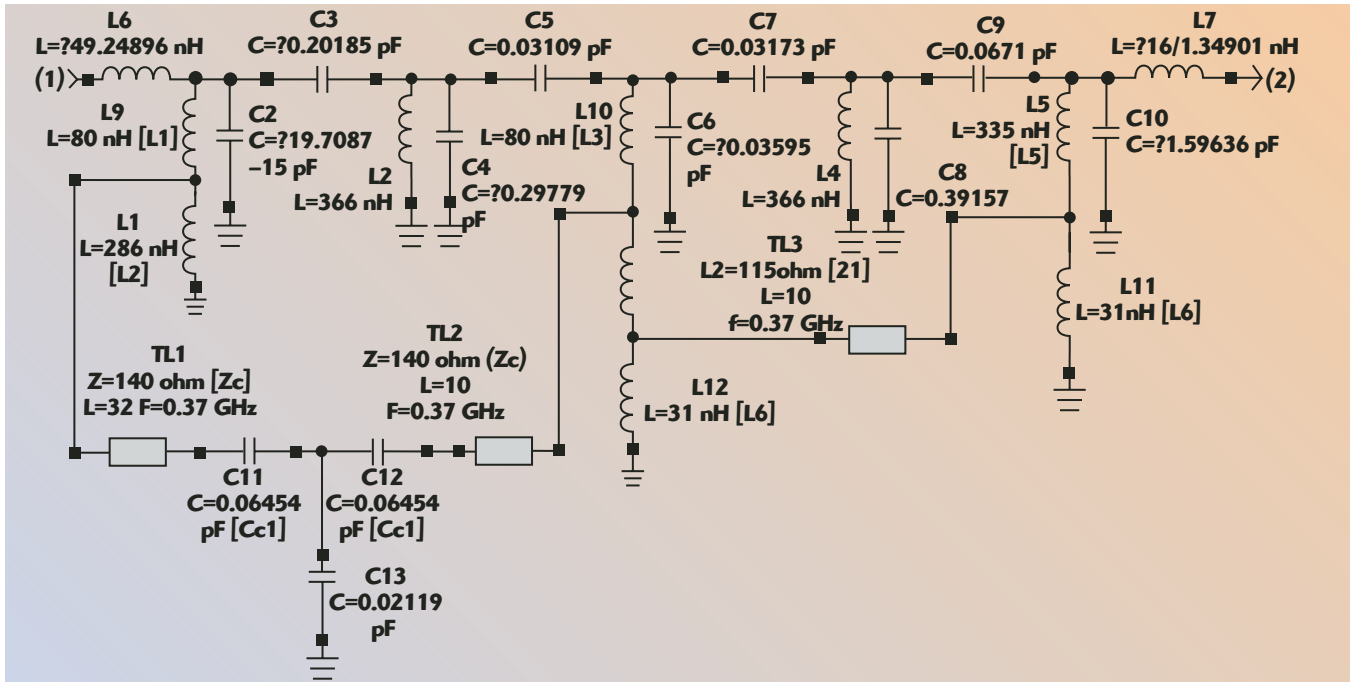 L6
L=?49.24896 nH
C3
C=?0.20185 pF
C5
C=0.03109 pF
C7
C=0.03173 pF
C9
C=0.0671 pF
L7
L=?16/1.34901 nH
(1)
(2)
L9
L=80 nH [L1]
C2
C=?19.7087
–15 pF
L2
L=366 nH
C4
C=?0.29779
pF
L10
L=80 nH [L3]
C6
C=?0.03595
pF
L4
L=366 nH
C8
C=0.39157
L5
L=335 nH
[L5]
C10
C=?1.59636 pF
L1
L=286 nH
[L2]
TL3
L2=115ohm [21]
L=10
f=0.37 GHz
L11
L=31nH [L6]
TL1
Z=140 ohm [Zc]
L=32 F=0.37 GHz
TL2
Z=140 ohm (Zc)
L=10
F=0.37 GHz
L12
L=31 nH [L6]
C11
C=0.06454
pF [Cc1]
C12
C=0.06454
pF [Cc1]
C13
C=0.02119
pF